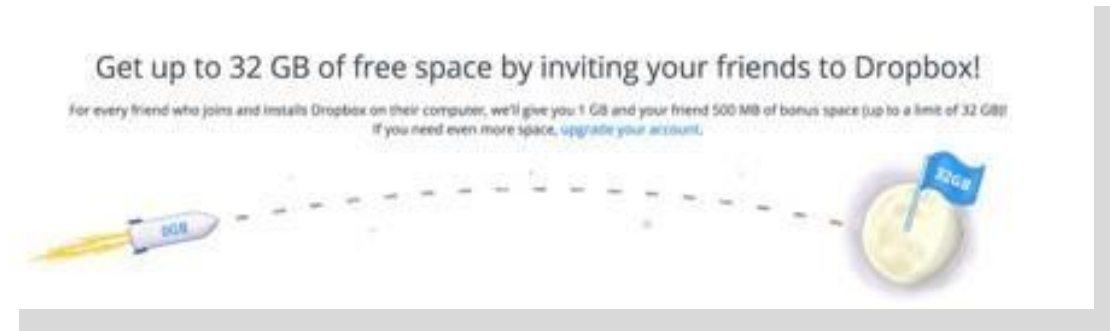 Get up to 32 GB of free space by inviting your friends to Dropbox!
For every friend who joins and installs Dropbox on their computer, we'll give you 1 GB and your friend 500 MB of bonus space (up to a limit of 32 GB)!
If you need even more space, upgrade your account.
32GB
0GB